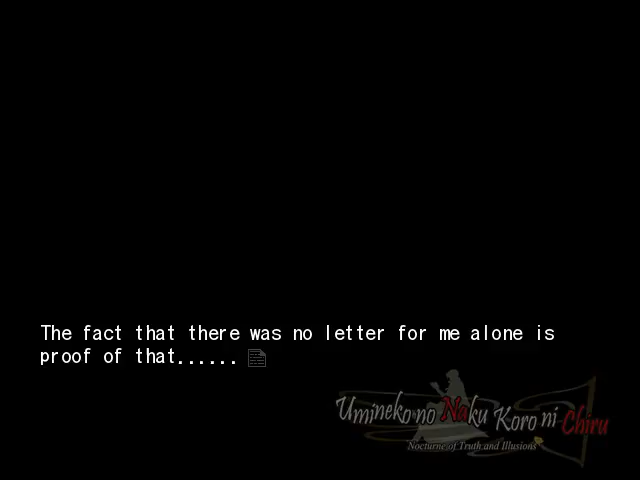 The fact that there was no letter for me alone is
proof of that......
Umineko no Naku Koro ni Chiru
Nocturne of Truth and Illusions